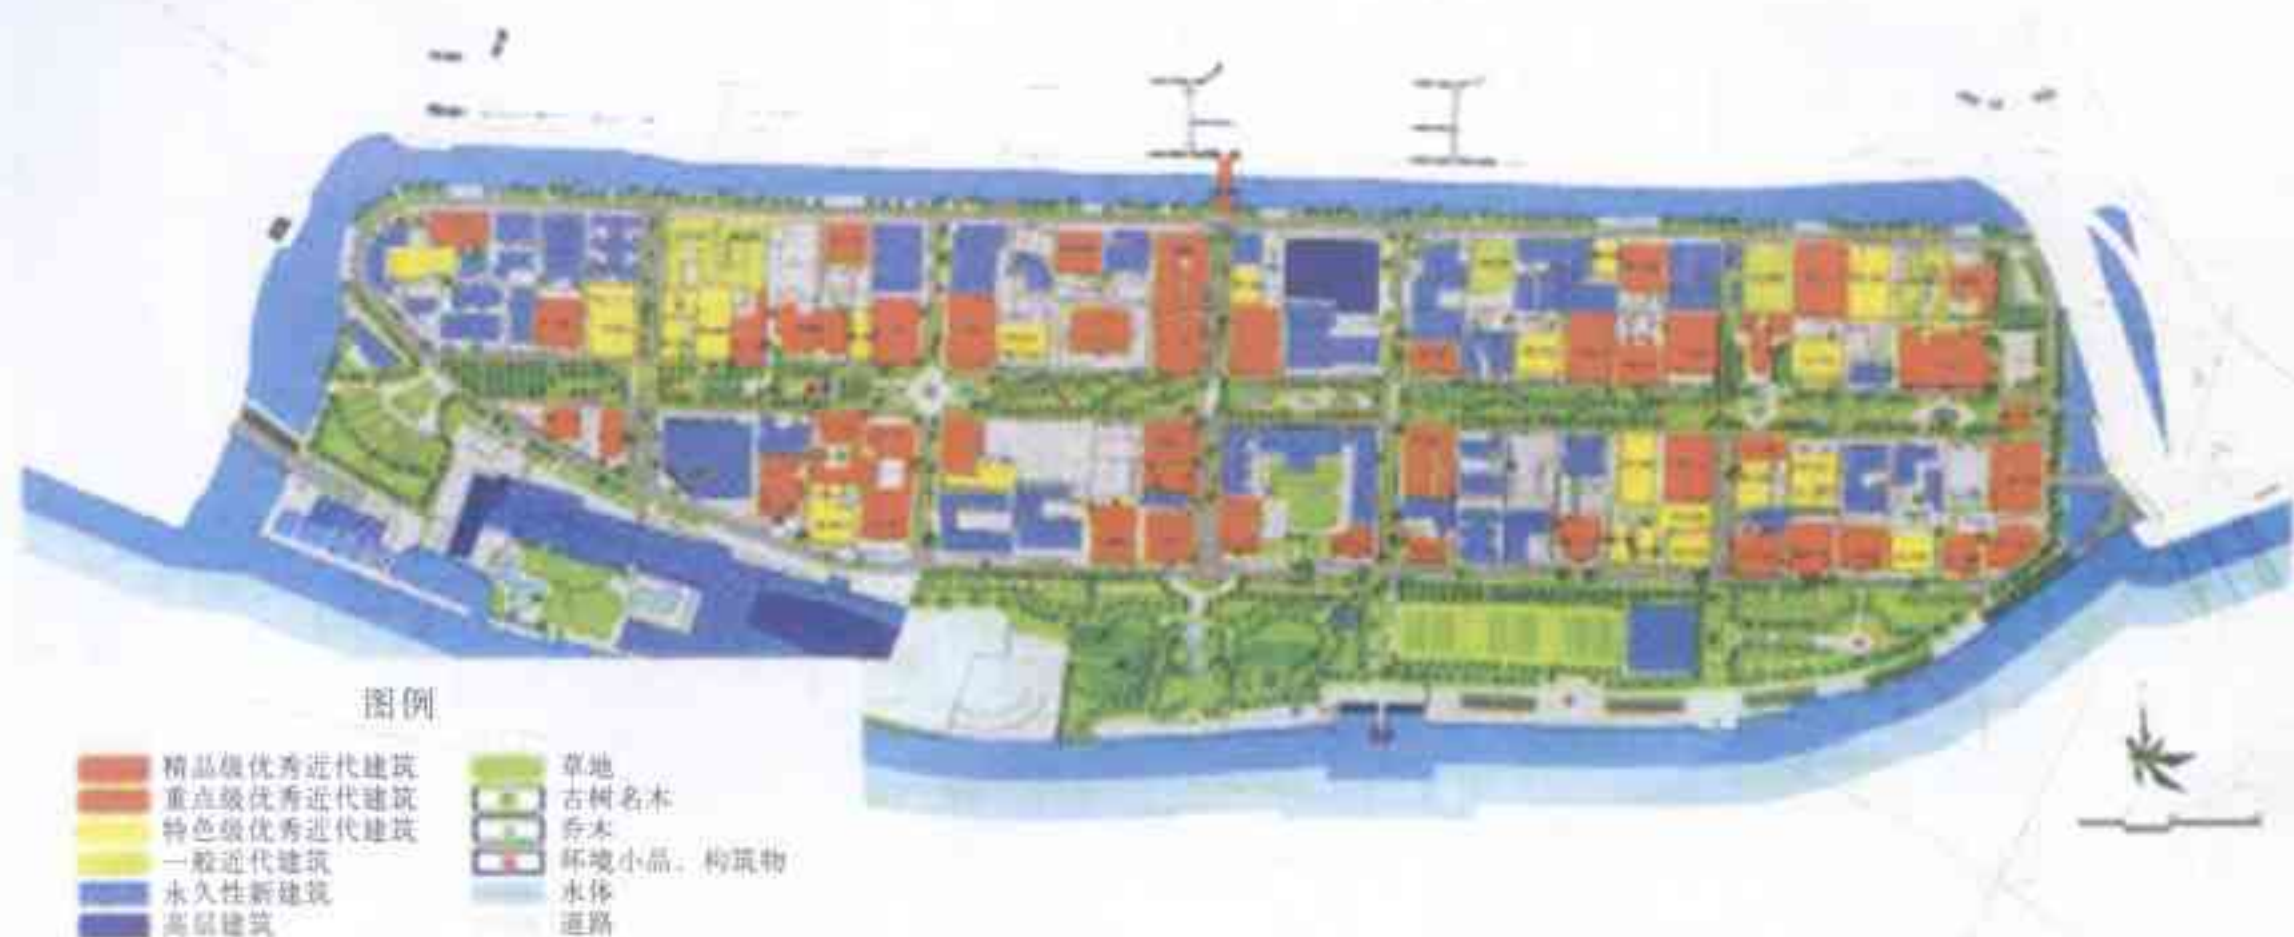 图例
精品级优秀近代建筑
重点级优秀近代建筑
特色级优秀近代建筑
一般近代建筑
永久性新建筑
高层建筑
草地
古树名木
乔木
环境小品、构筑物
水体
道路